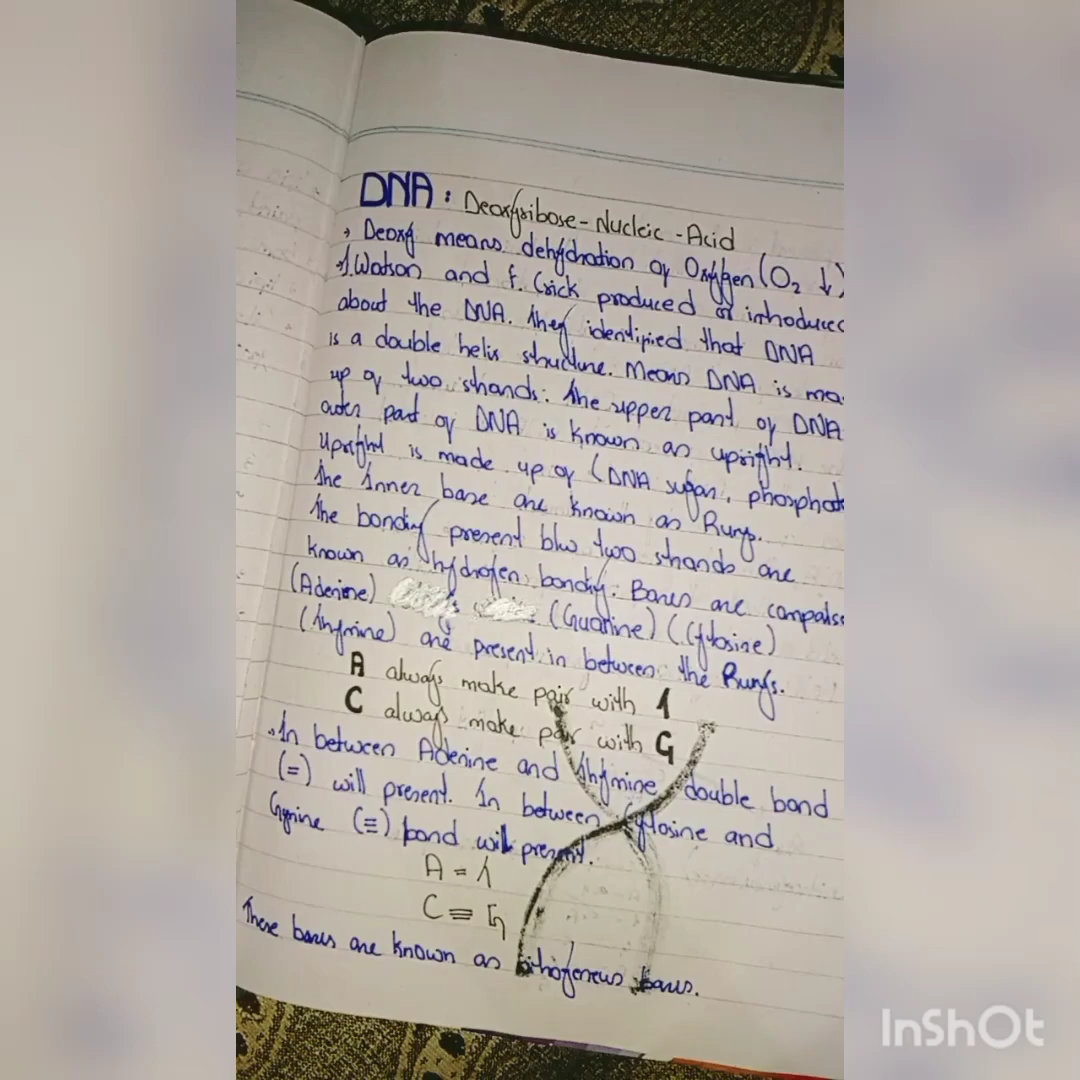 DNA : Deoxyribose-Nucleic-Acid
→ Deoxy means dehydration of Oxygen (O₂ ↓)
→ J. Watson and F. Crick produced or introduced
about the DNA. They identified that DNA
is a double helix structure. Means DNA is ma
up of two strands. The upper part of DNA
outer part of DNA is known as upright.
Upright is made up of (DNA sugar, phosphate
The Inner base are known as Rungs.
The bonding present b/w two strands are
known as hydrogen bonding. Bases are
(Adenine) (Guanine) (Cytosine)
(Thymine) are present in between the Rungs.
A always make pair with T
C always make pair with G
In between Adenine and Thymine double bond
(=) will present. In between Cytosine and
(≡) bond will present.
A = T
C ≡ G
These bases are known as bases.
InShOt